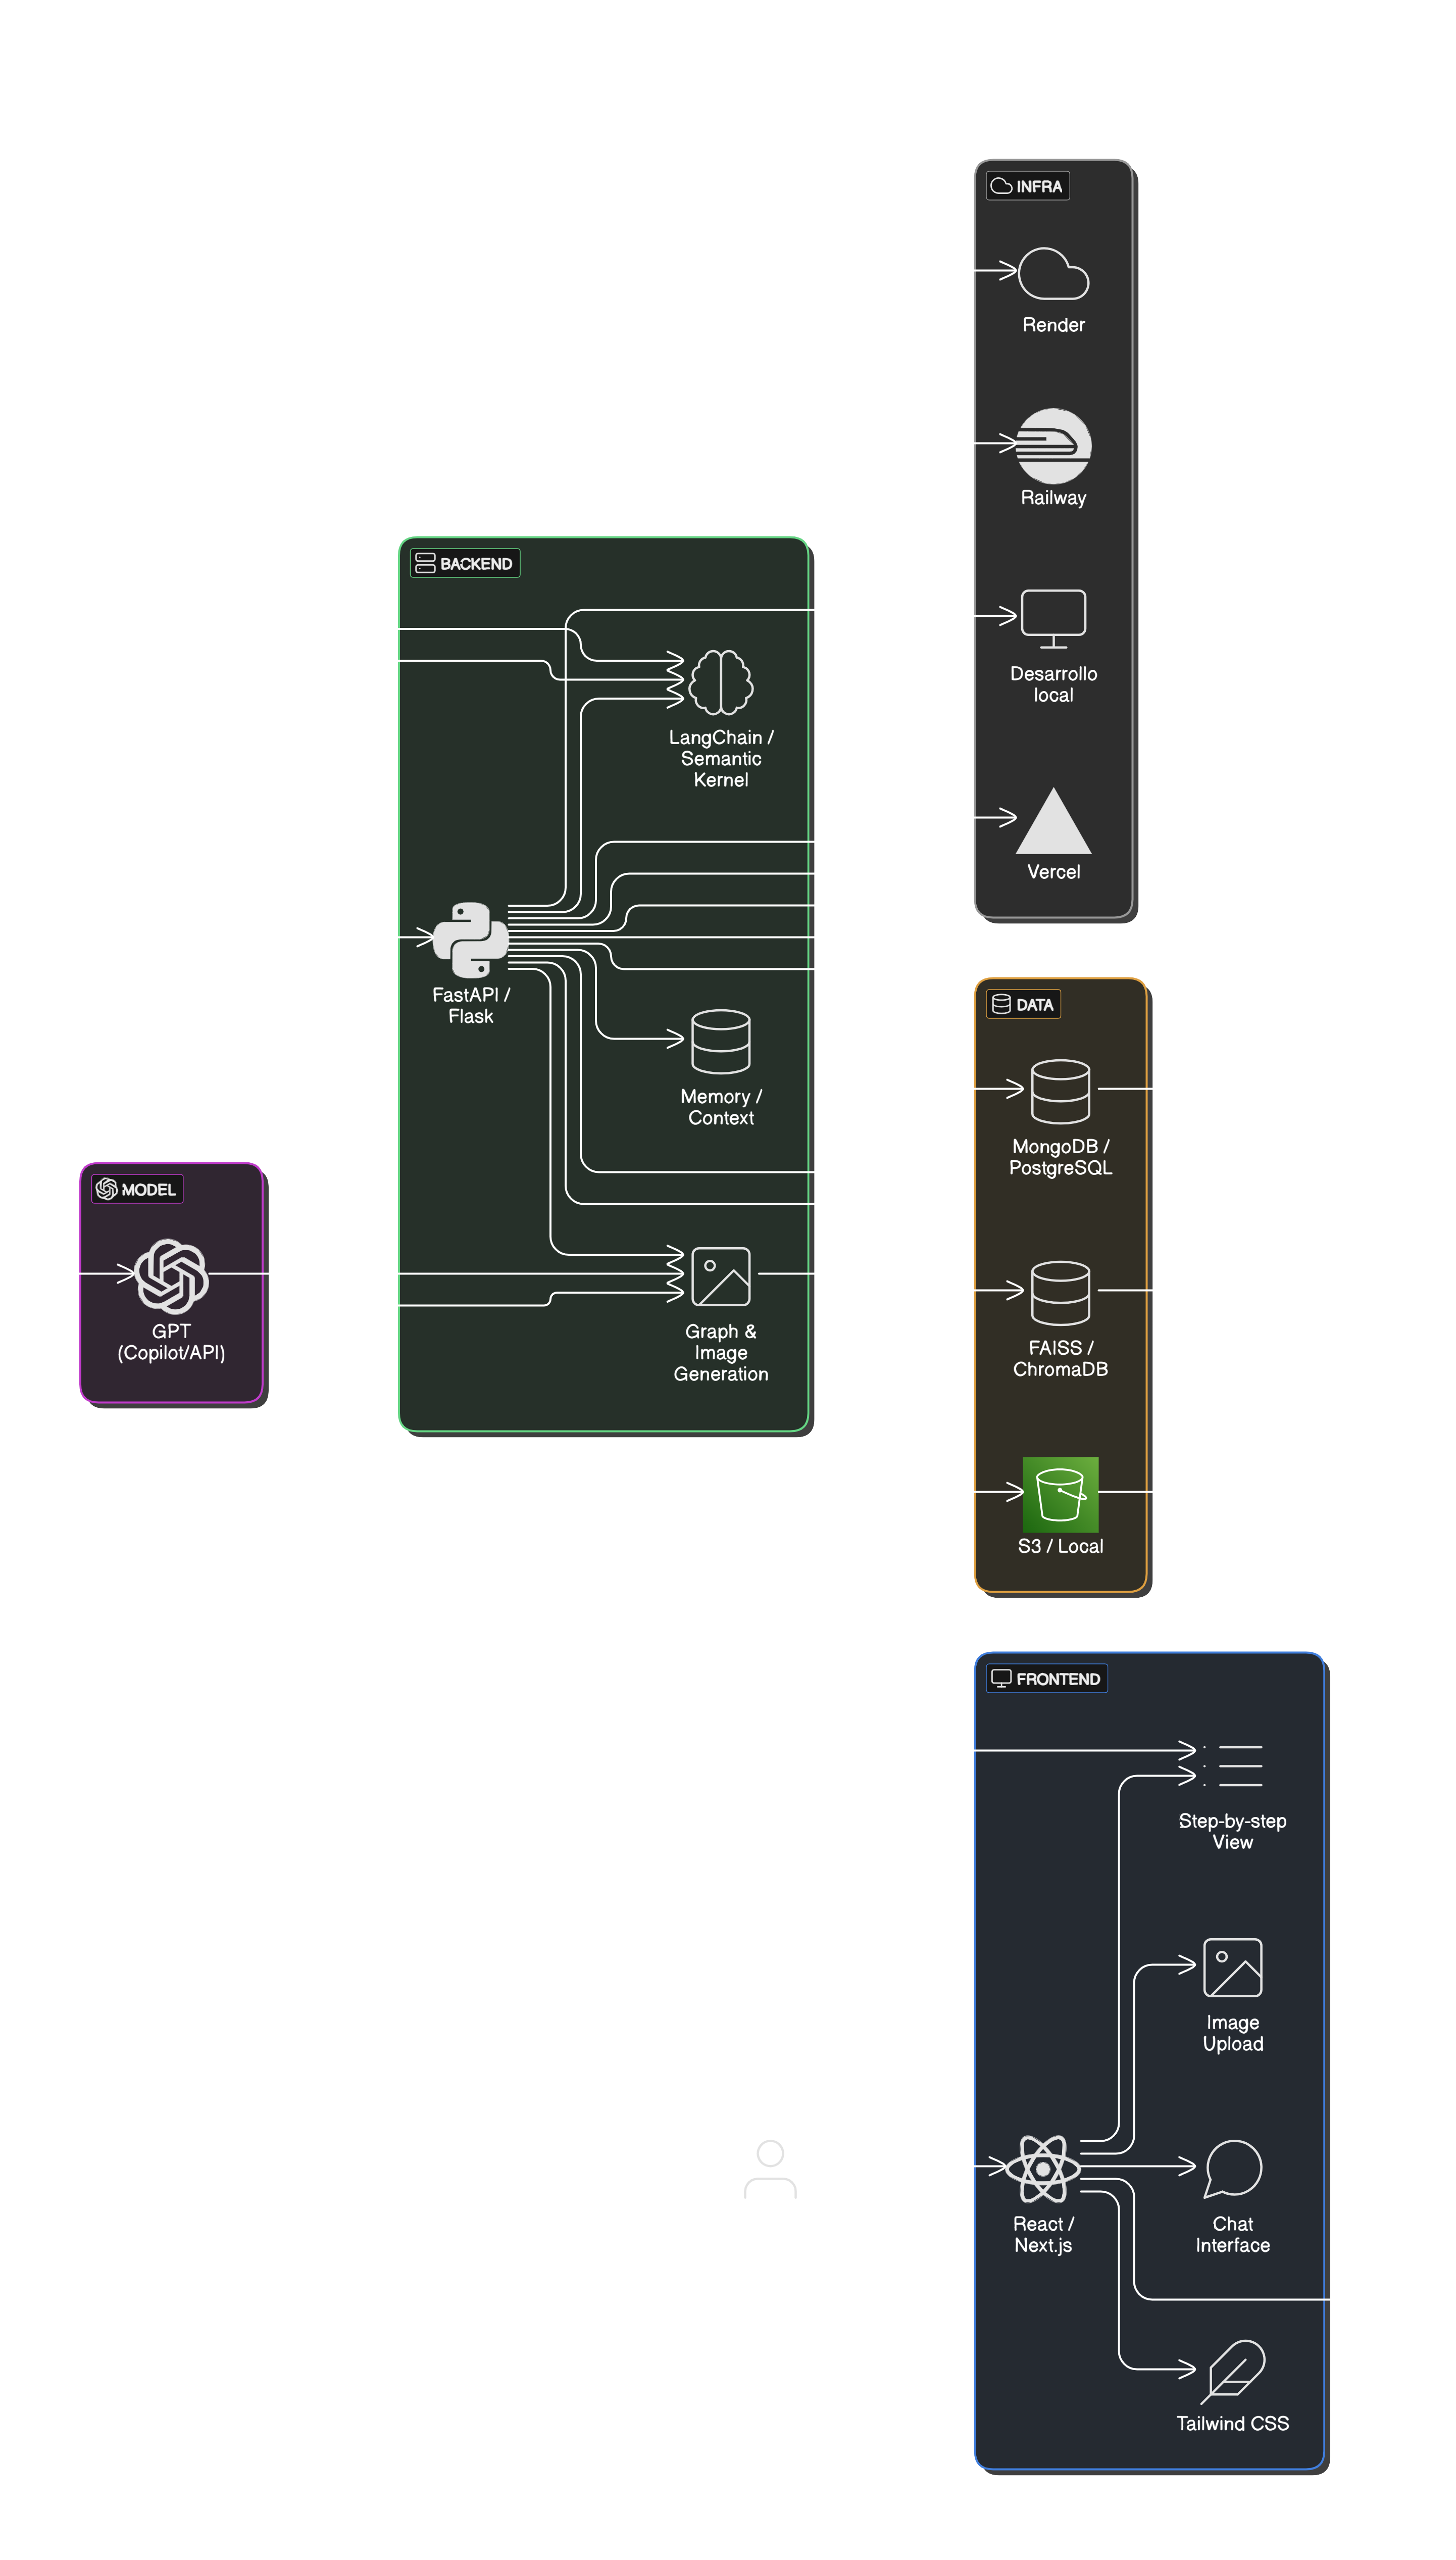 INFRA
Render
Railway
Desarrollo
local
Vercel
BACKEND
LangChain /
Semantic
Kernel
FastAPI /
Flask
Memory /
Context
Graph &
Image
Generation
DATA
MongoDB /
PostgreSQL
FAISS /
ChromaDB
S3 / Local
MODEL
GPT
(Copilot/API)
FRONTEND
Step-by-step
View
Image
Upload
React /
Next.js
Chat
Interface
Tailwind CSS